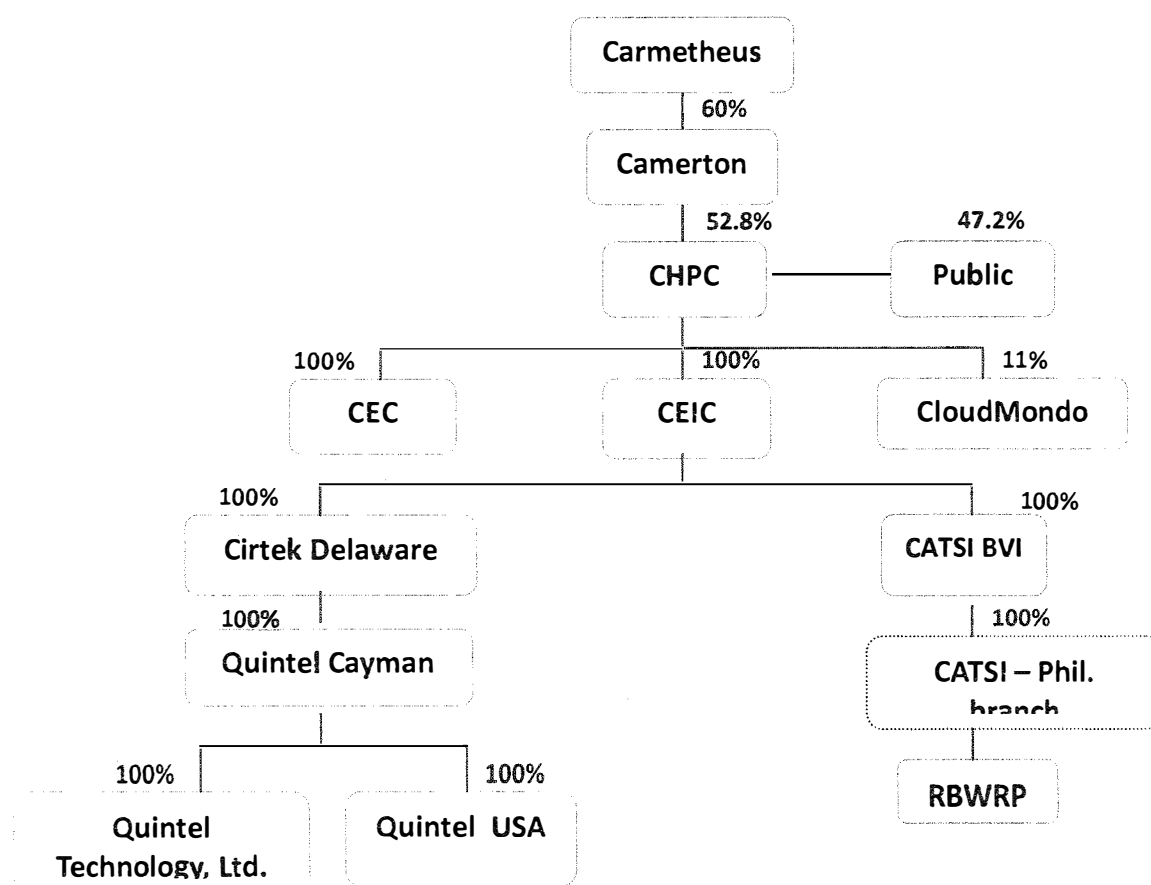 Carmetheus
60%
Camerton
52.8%
47.2%
CHPC
Public
100%
100%
11%
CEC
CEIC
CloudMondo
100%
100%
Cirtek Delaware
CATSI BVI
100%
100%
Quintel Cayman
CATSI – Phil.
branch
100%
100%
RBWRP
Quintel
Technology, Ltd.
Quintel USA